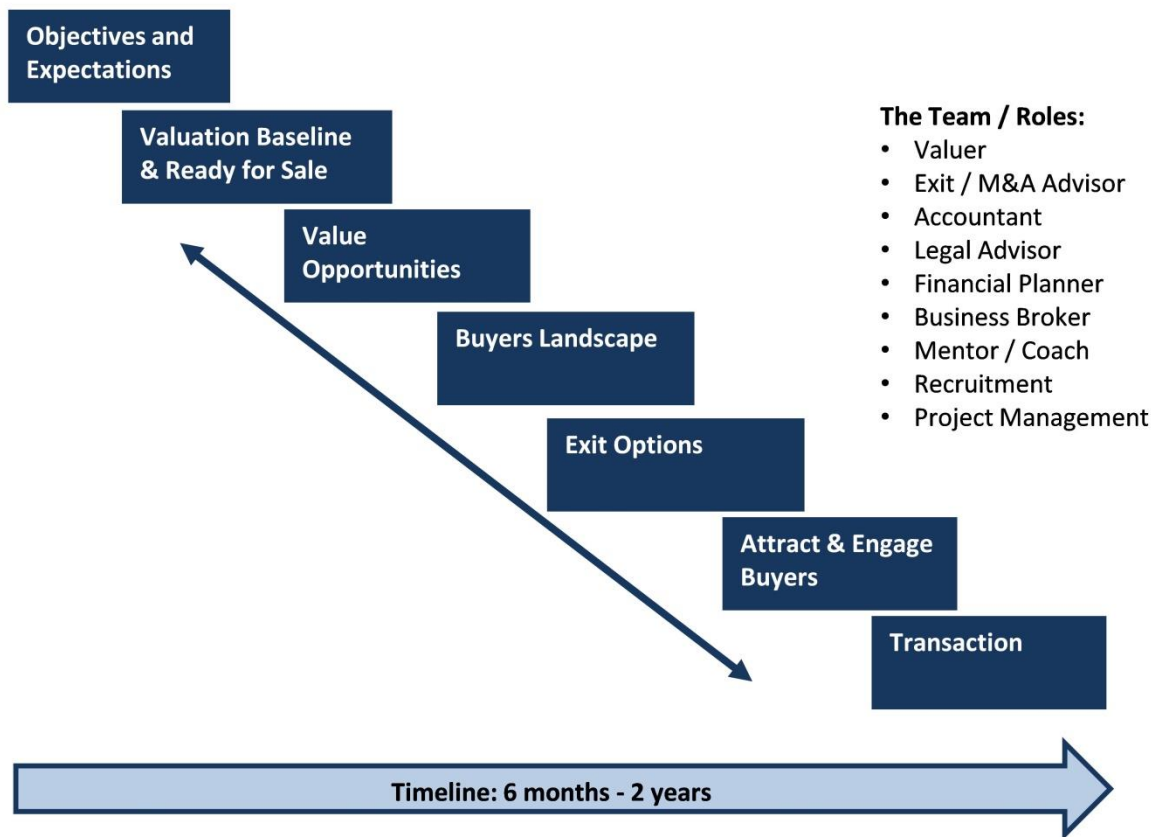 Objectives and
Expectations
Valuation Baseline
& Ready for Sale
Value
Opportunities
Buyers Landscape
Exit Options
Attract & Engage
Buyers
Transaction
The Team / Roles:
• Valuer
• Exit / M&A Advisor
• Accountant
• Legal Advisor
• Financial Planner
• Business Broker
• Mentor / Coach
• Recruitment
• Project Management
Timeline: 6 months - 2 years